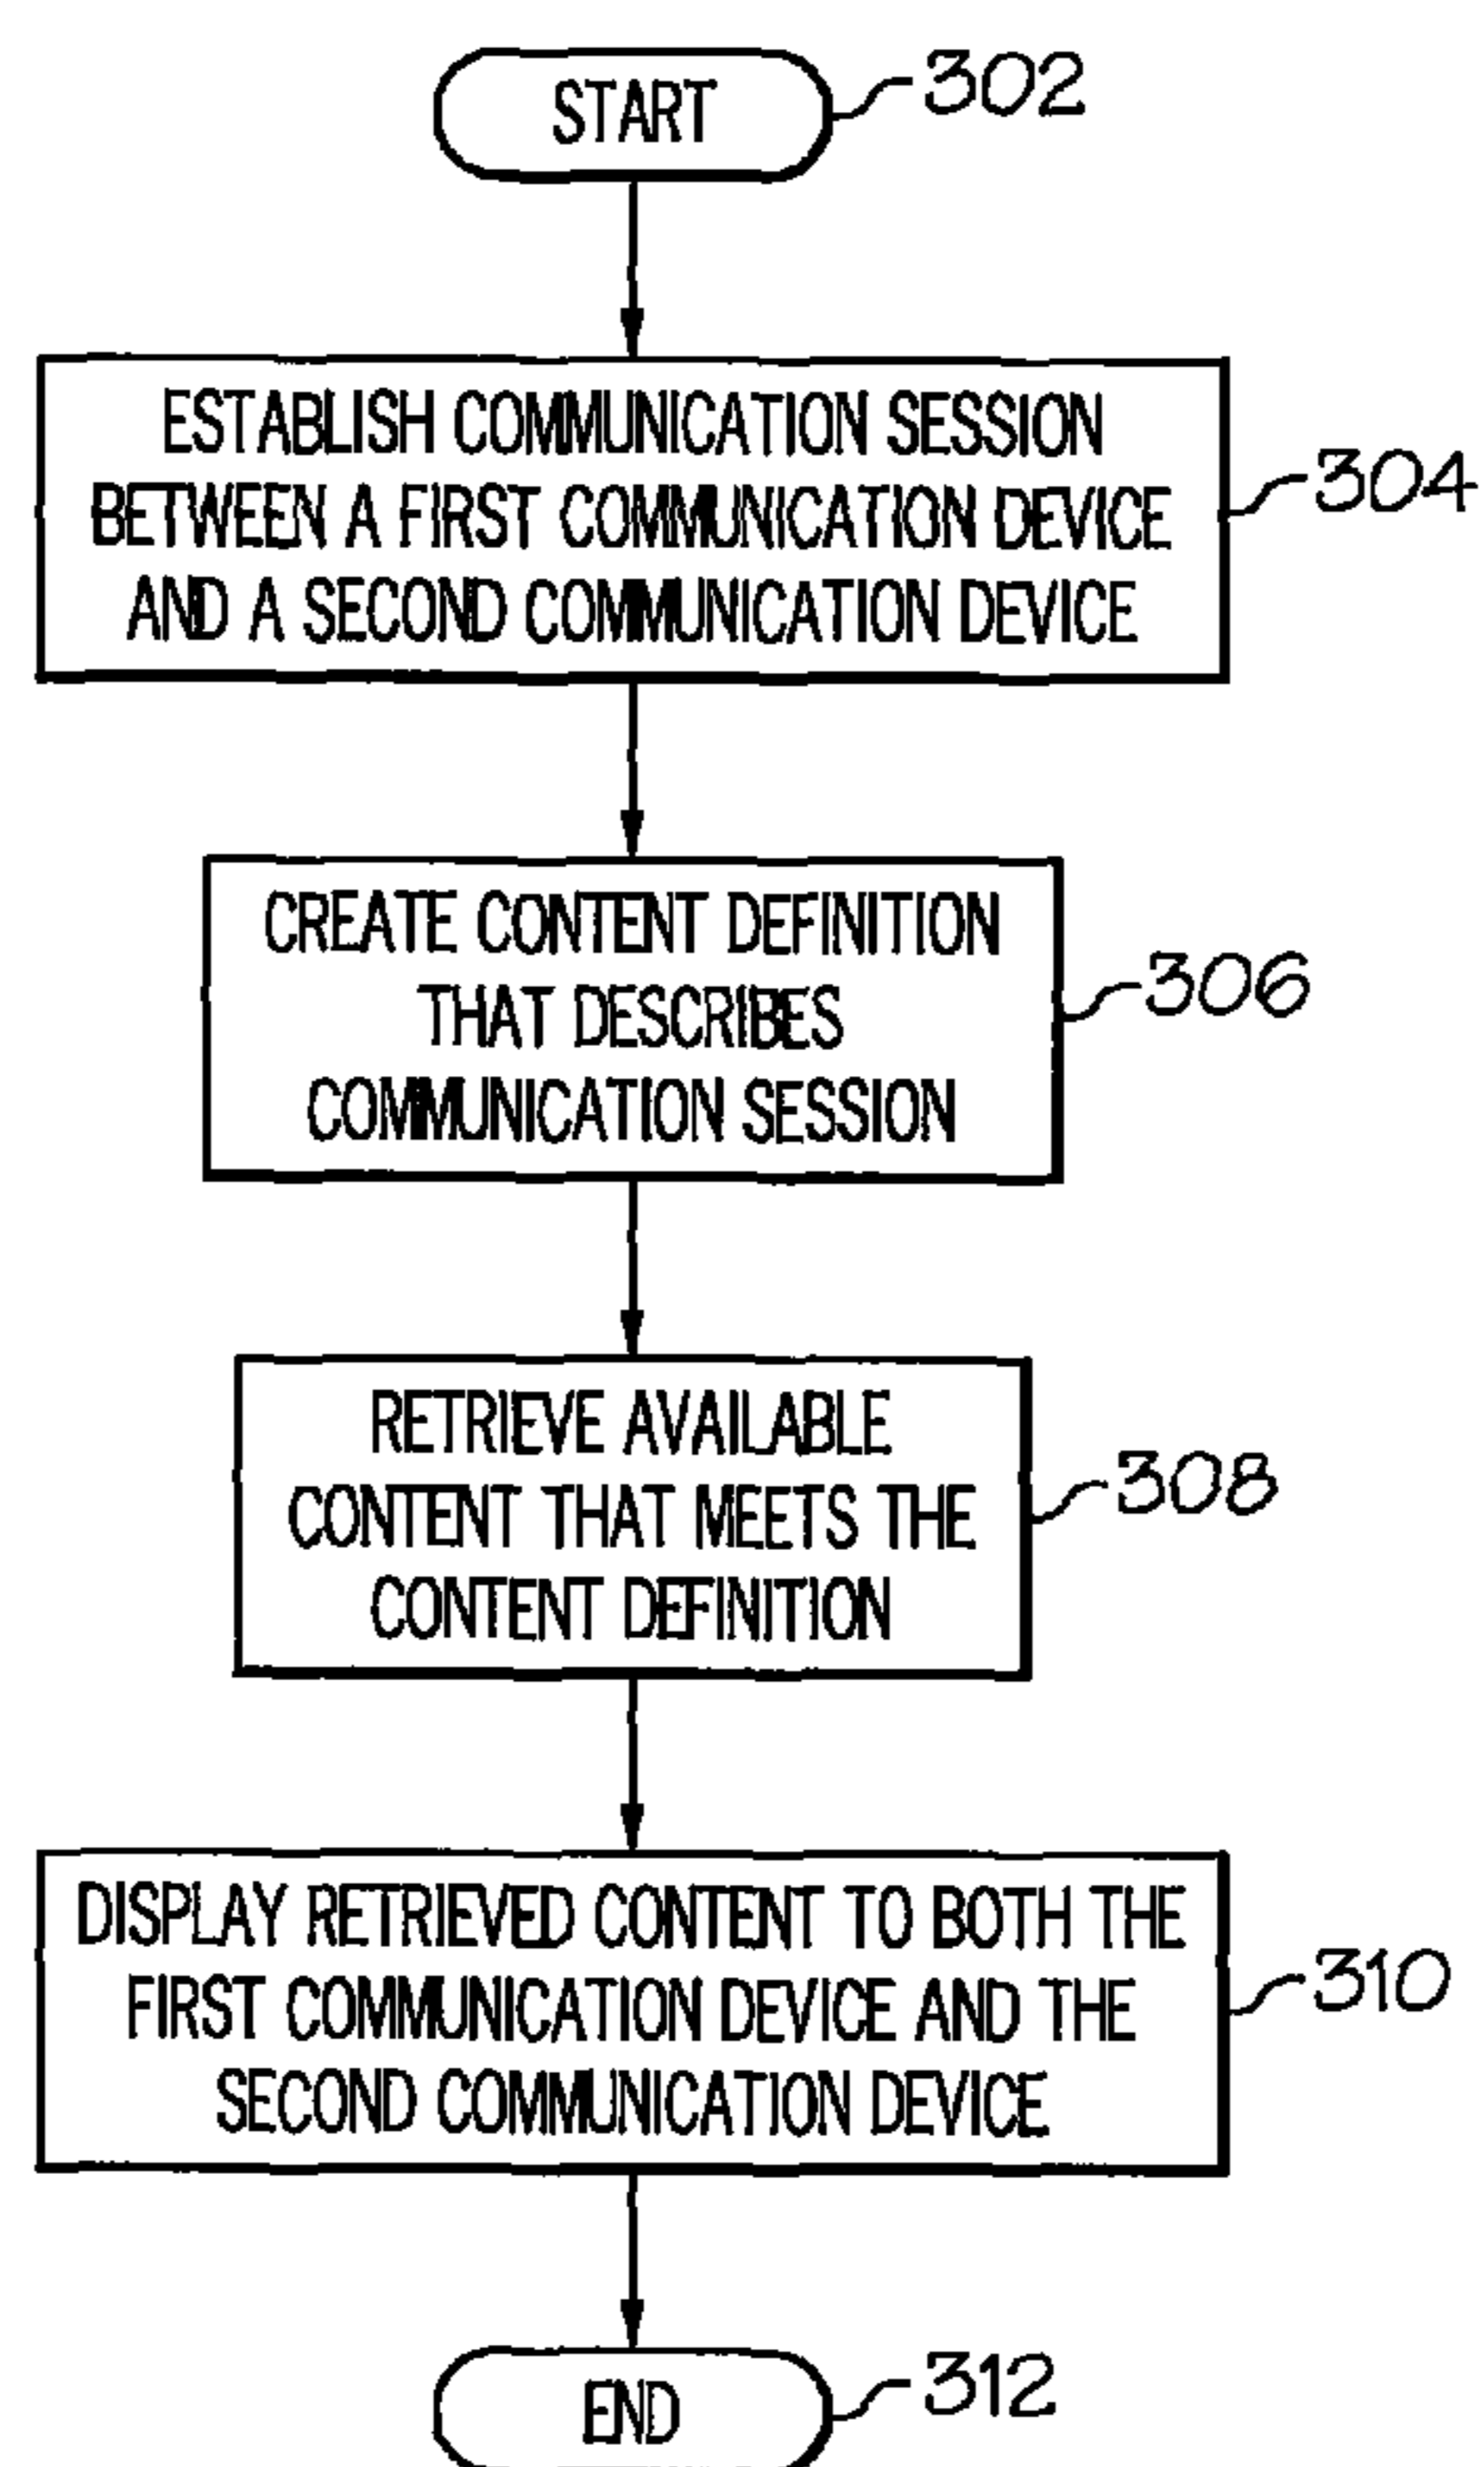 START
302
ESTABLISH COMMUNICATION SESSION
BETWEEN A FIRST COMMUNICATION DEVICE
AND A SECOND COMMUNICATION DEVICE
304
CREATE CONTENT DEFINITION
THAT DESCRIBES
COMMUNICATION SESSION
306
RETRIEVE AVAILABLE
CONTENT THAT MEETS THE
CONTENT DEFINITION
308
DISPLAY RETRIEVED CONTENT TO BOTH THE
FIRST COMMUNICATION DEVICE AND THE
SECOND COMMUNICATION DEVICE
310
END
312